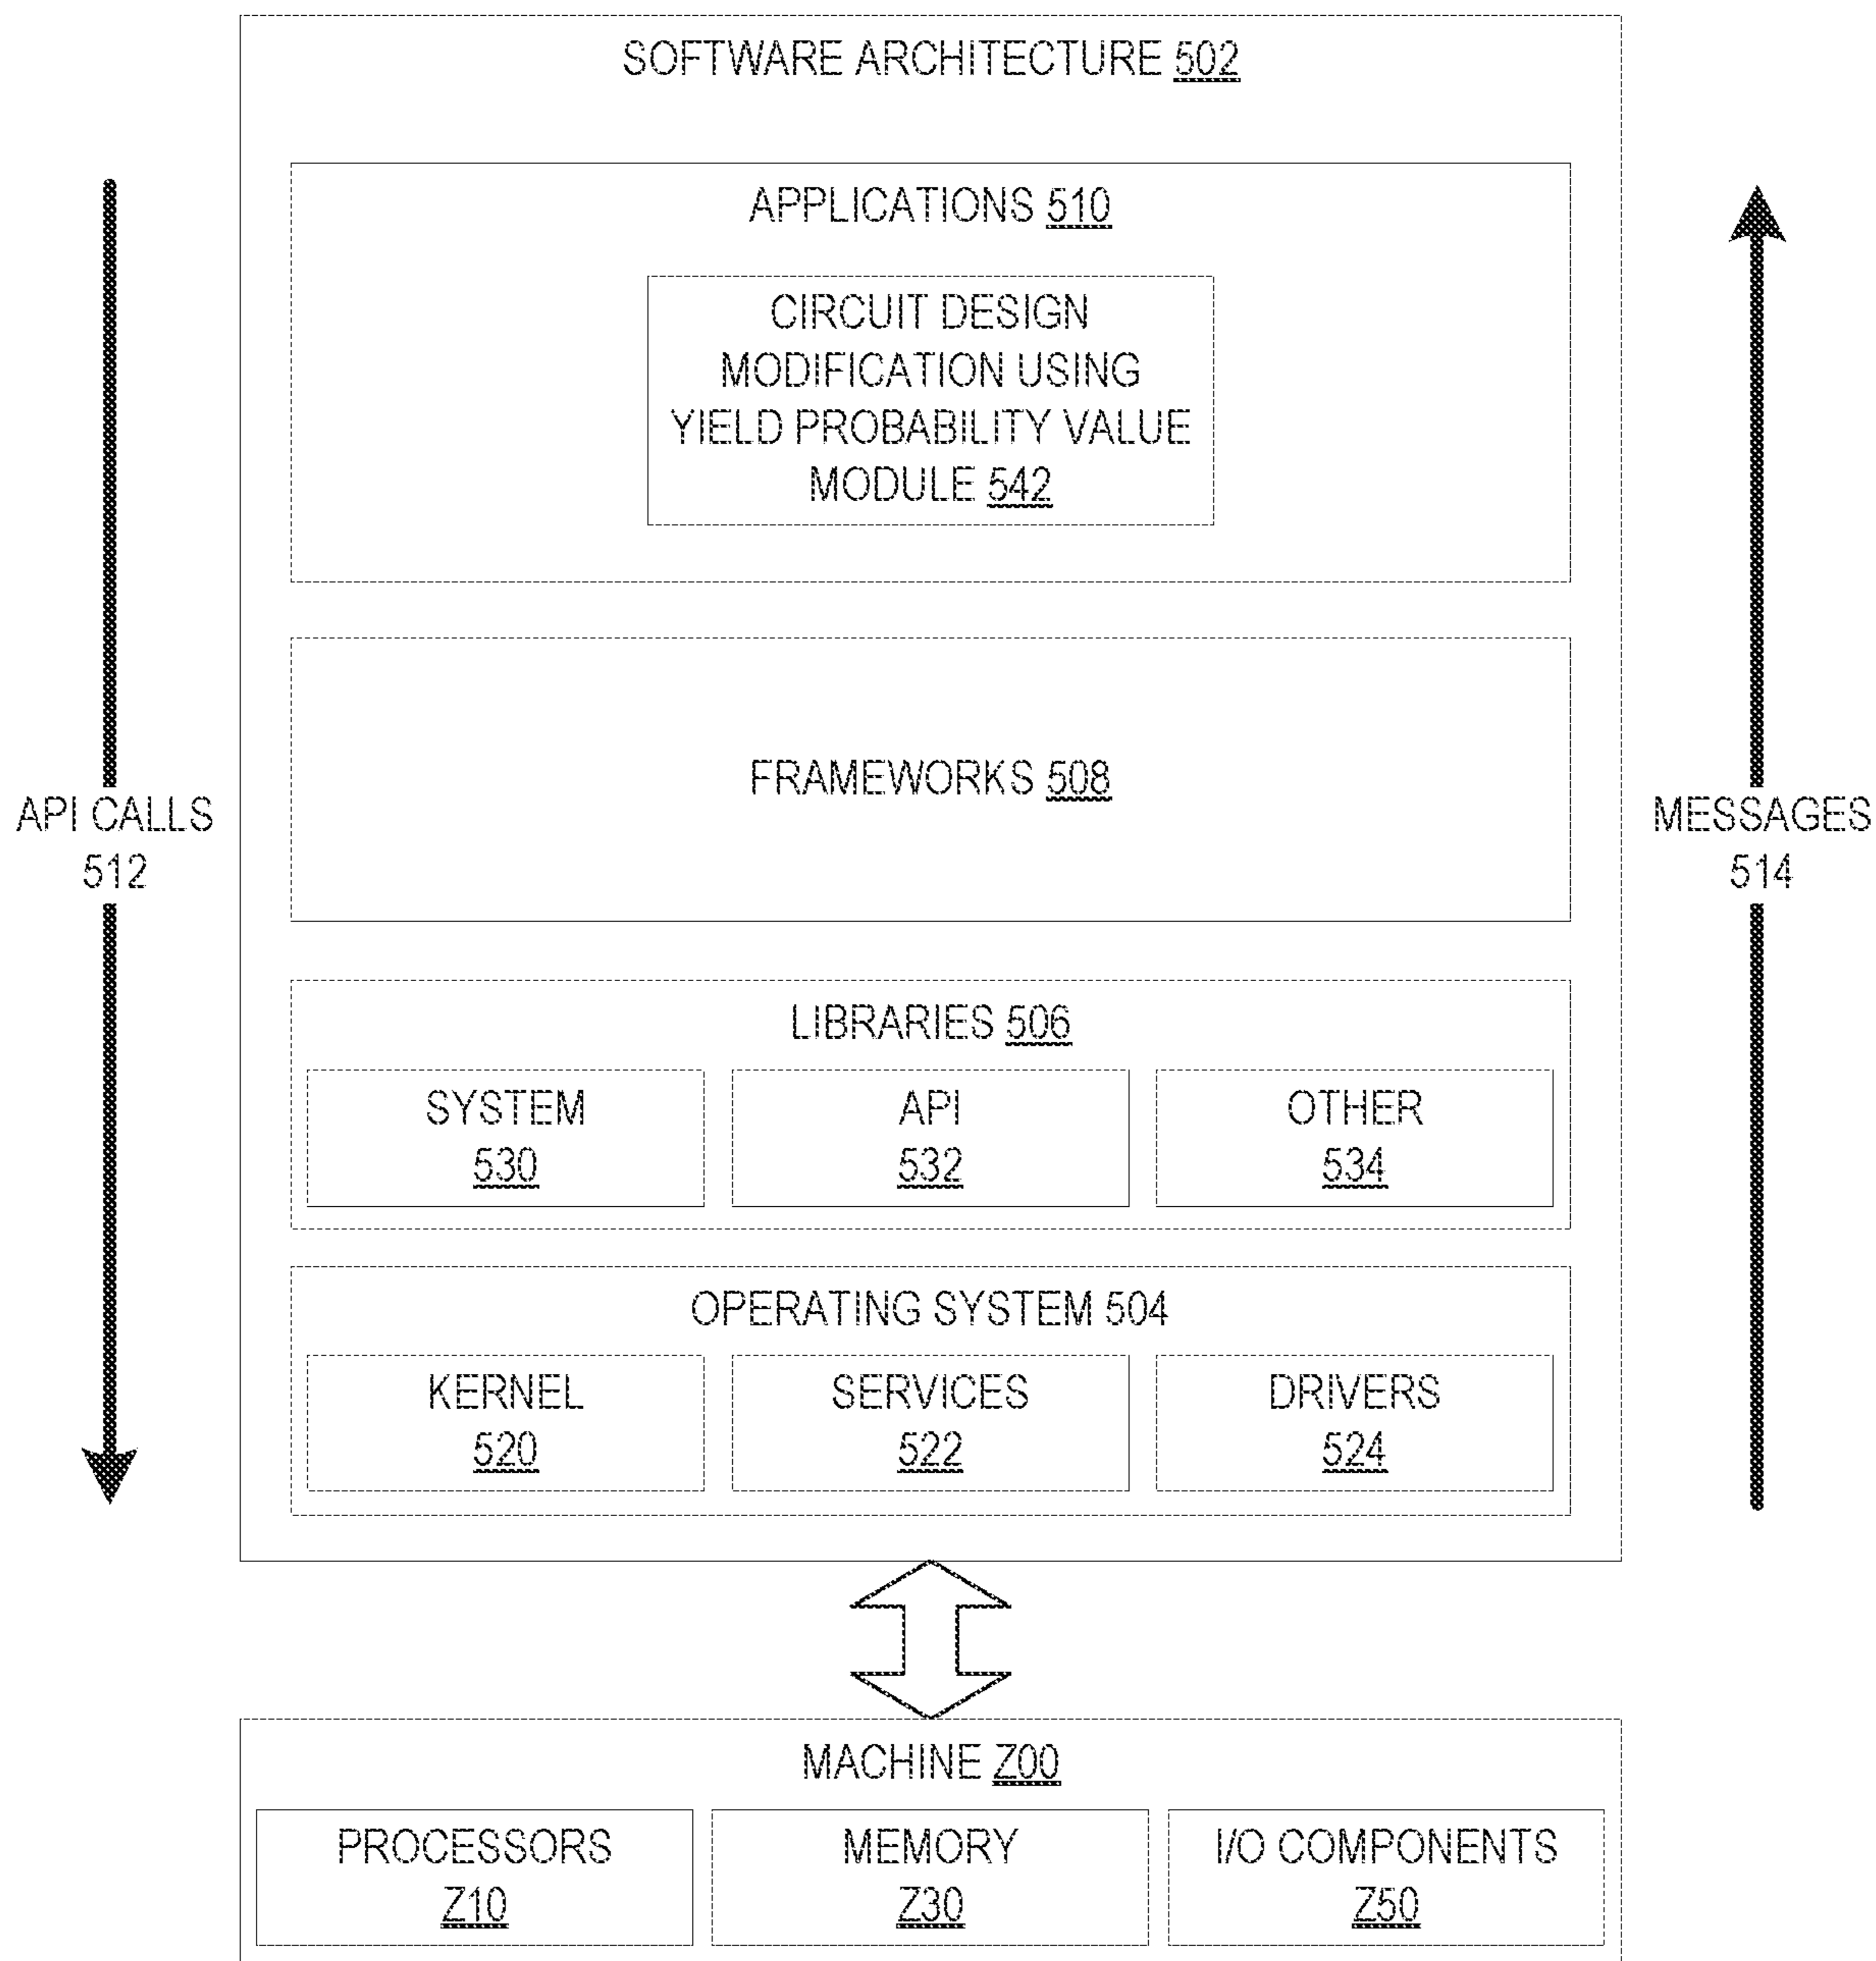 SOFTWARE ARCHITECTURE 502
APPLICATIONS 510
CIRCUIT DESIGN
MODIFICATION USING
YIELD PROBABILITY VALUE
MODULE 542
FRAMEWORKS 508
API CALLS
512
MESSAGES
514
LIBRARIES 506
SYSTEM
530
API
532
OTHER
534
OPERATING SYSTEM 504
KERNEL
520
SERVICES
522
DRIVERS
524
MACHINE Z00
PROCESSORS
Z10
MEMORY
Z30
I/O COMPONENTS
Z50